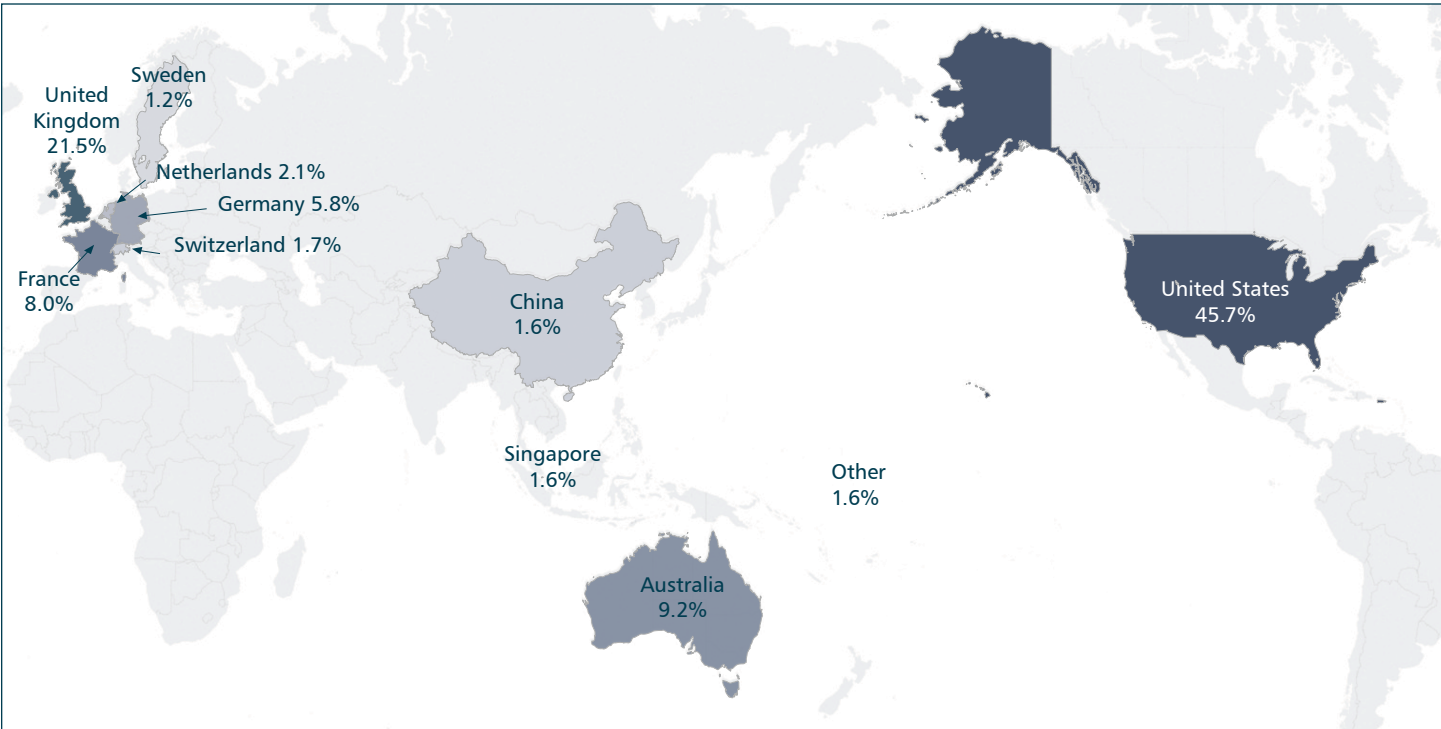 Sweden
1.2%
United
Kingdom
21.5%
Netherlands 2.1%
Germany 5.8%
Switzerland 1.7%
France
8.0%
China
1.6%
United States
45.7%
Singapore
1.6%
Other
1.6%
Australia
9.2%